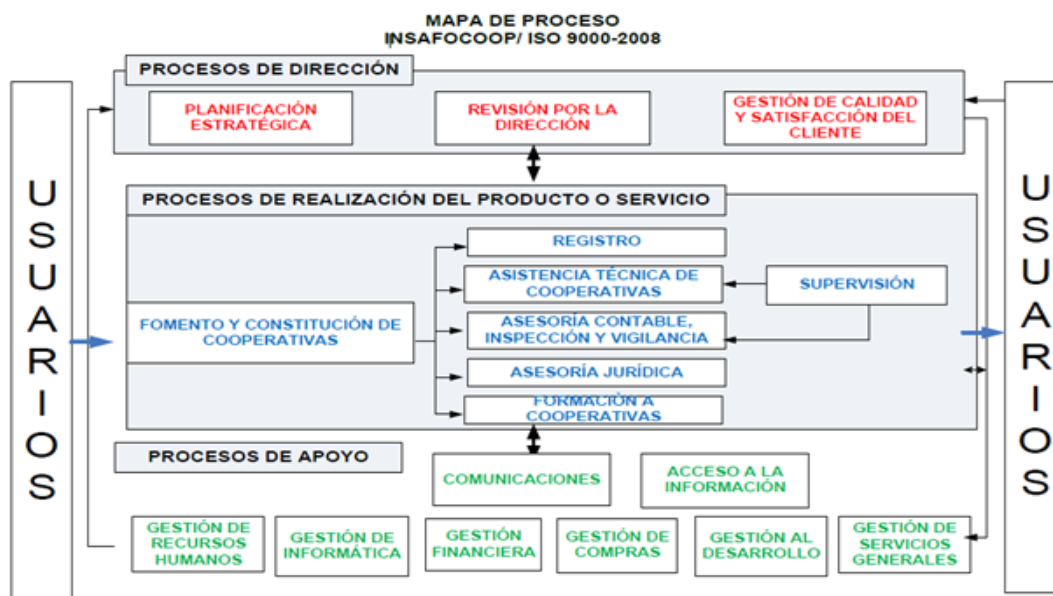 MAPA DE PROCESO
INSAFOCOOP/ ISO 9000-2008
PROCESOS DE DIRECCIÓN
PLANIFICACIÓN
ESTRATÉGICA
REVISIÓN POR LA
DIRECCIÓN
GESTIÓN DE CALIDAD
Y SATISFACCIÓN DEL
CLIENTE
USUARIOS
PROCESOS DE REALIZACIÓN DEL PRODUCTO O SERVICIO
REGISTRO
ASISTENCIA TÉCNICA DE
COOPERATIVAS
SUPERVISIÓN
FOMENTO Y CONSTITUCIÓN DE
COOPERATIVAS
ASESORÍA CONTABLE,
INSPECCIÓN Y VIGILANCIA
ASESORÍA JURÍDICA
FORMACIÓN A
COOPERATIVAS
USUARIOS
PROCESOS DE APOYO
COMUNICACIONES
ACCESO A LA
INFORMACIÓN
GESTIÓN DE
RECURSOS
HUMANOS
GESTIÓN DE
INFORMÁTICA
GESTIÓN
FINANCIERA
GESTIÓN DE
COMPRAS
GESTIÓN AL
DESARROLLO
GESTIÓN DE
SERVICIOS
GENERALES